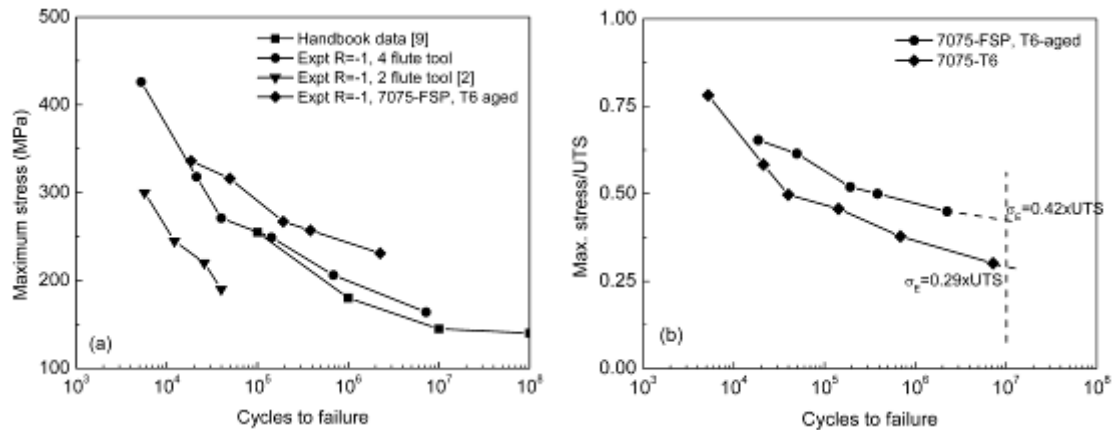 500
400
300
200
100
Maximum stress (MPa)
Handbook data [9]
Expt R=-1, 4 flute tool
Expt R=-1, 2 flute tool [2]
Expt R=-1, 7075-FSP, T6 aged
(a)
10³ 10⁴ 10⁵ 10⁶ 10⁷ 10⁸
Cycles to failure
1.00
0.75
0.50
0.25
0.00
Max. stress/UTS
7075-FSP, T6-aged
7075-T6
σE=0.42xUTS
σE=0.29xUTS
(b)
10³ 10⁴ 10⁵ 10⁶ 10⁷ 10⁸
Cycles to failure